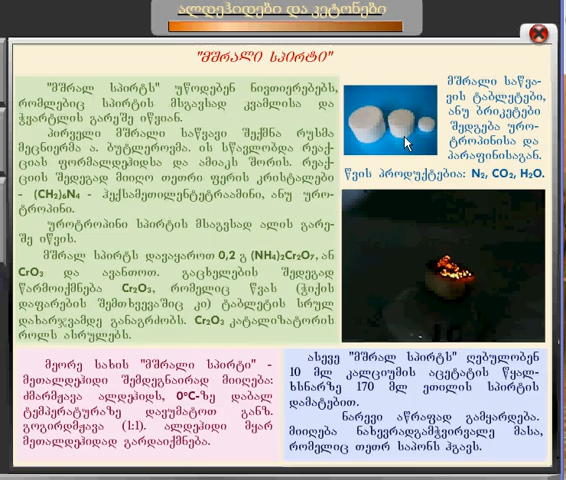 ალდეჰიდები და კეტონები
"მშრალი სპირტი"
"მშრალ სპირტს" უწოდებენ ნივთიერებებს,
რომლებიც სპირტის მსგავსად კვამლისა და
ჭვარტლის გარეშე იწვიან.
პირველი მშრალი საწვავი შექმნა რუსმა
მეცნიერმა ა. ბუტლეროვმა. ის სწავლობდა რეაქ-
ციას ფორმალდეჰიდსა და ამიაკს შორის. რეაქ-
ციის შედეგად მიიღო თეთრი ფერის კრისტალები
- (CH₂)₆N₄ - ჰექსამეთილენტეტრაამინი, ანუ ურო-
ტროპინი.
უროტროპინი სპირტის მსაგვსად ალის გარე-
შე იწვის.
მშრალ სპირტს დავაყაროთ 0,2 გ (NH₄)₂Cr₂O₇, ან
CrO₃ და ავანთოთ. გაცხელების შედეგად
წარმოიქმნება Cr₂O₃, რომელიც წვას (ჭიქის
დაფარების შემთხვევაშიც კი) ტაბლეტის სრულ
დახარჯვამდე განაგრძობს. Cr₂O₃ კატალიზატორის
როლს ასრულებს.
მშრალი საწვა-
ვის ტაბლეტები,
ანუ ბრიკეტები
შედგება ურო-
ტროპინისა და
პარაფინისაგან.
წვის პროდუქტებია: N₂, CO₂, H₂O.
მეორე სახის "მშრალი სპირტი" -
მეთალდეჰიდი შემდეგნაირად მიიღება:
ძმარმჟავა ალდეჰიდს, 0°C-ზე დაბალ
ტემპერატურაზე დავუმატოთ განზ.
გოგირდმჟავა (1:1). ალდეჰიდი მყარ
მეთალდეჰიდად გარდაიქმნება.
ასევე "მშრალ სპირტს" ღებულობენ
10 მლ კალციუმის აცეტატის წყალ-
ხსნარზე 170 მლ ეთილის სპირტის
დამატებით.
ნარევი აწრაფად გამყარდება.
მიიღება ნახევრადგამჭვირვალე მასა,
რომელიც თეთრ საპონს ჰგავს.